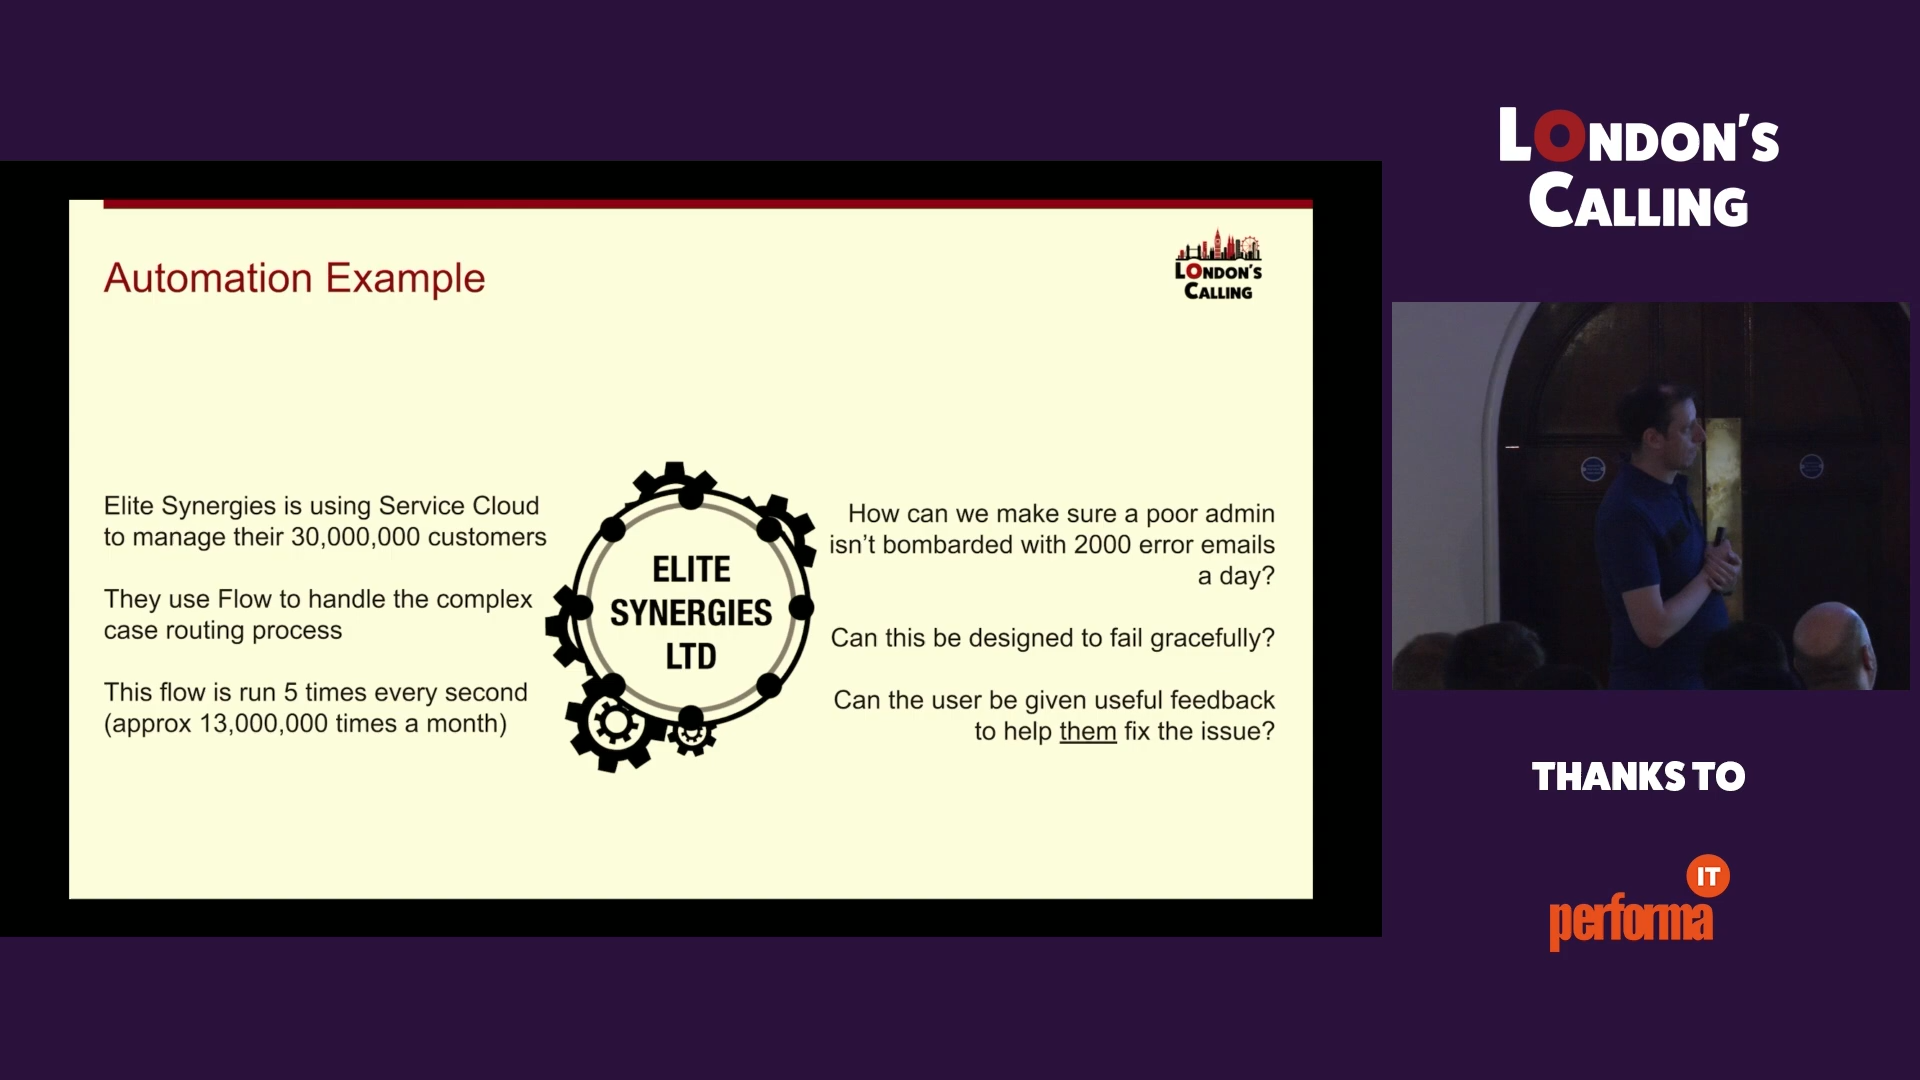 Automation Example
LONDON'S
CALLING
Elite Synergies is using Service Cloud
to manage their 30,000,000 customers
They use Flow to handle the complex
case routing process
This flow is run 5 times every second
(approx 13,000,000 times a month)
ELITE
SYNERGIES
LTD
How can we make sure a poor admin
isn't bombarded with 2000 error emails
a day?
Can this be designed to fail gracefully?
Can the user be given useful feedback
to help them fix the issue?
LONDON'S
CALLING
THANKS TO
IT
performa